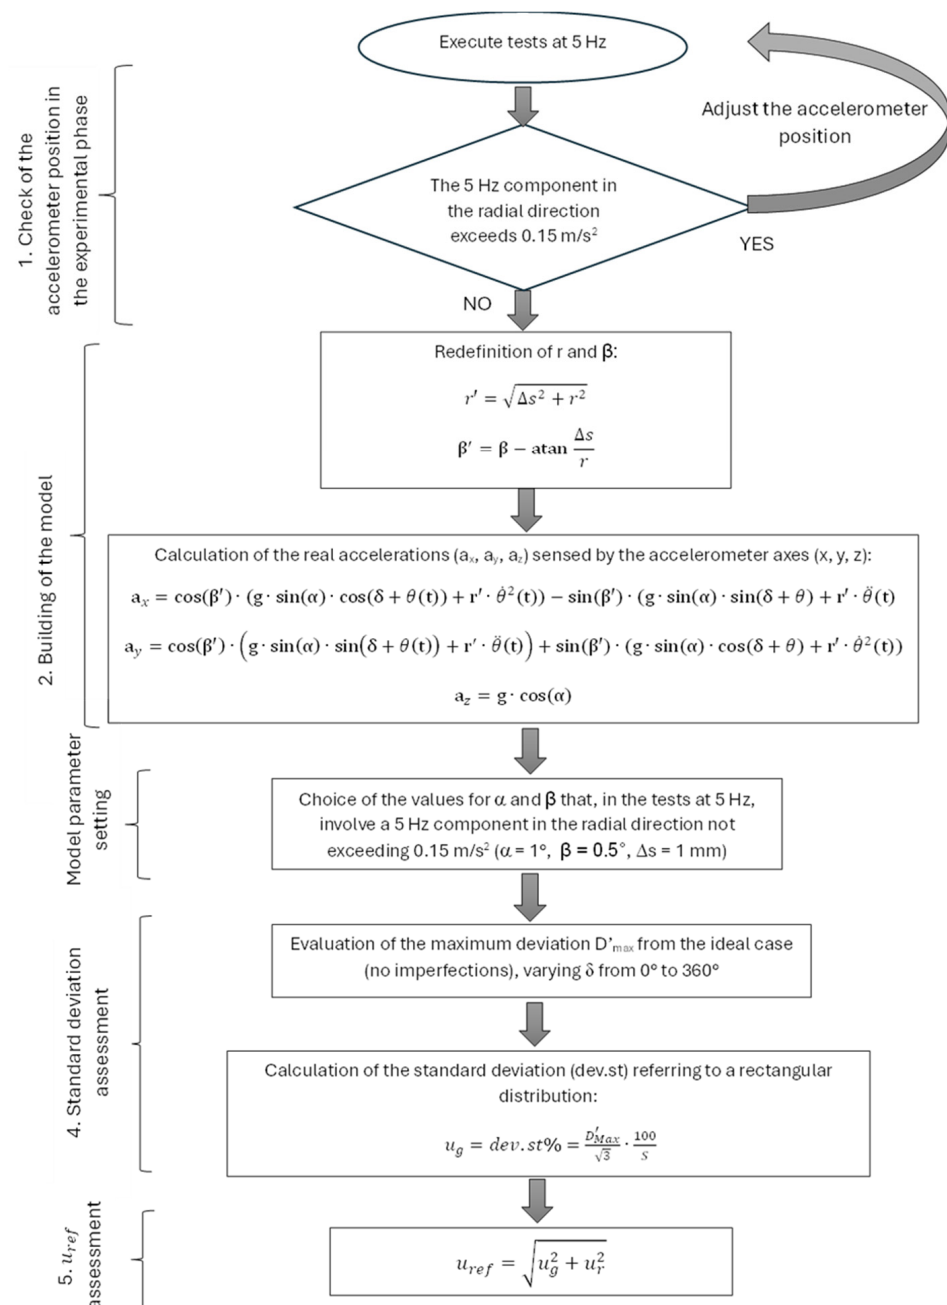 Execute tests at 5 Hz
Adjust the accelerometer
position
1. Check of the
accelerometer position in
the experimental phase
The 5 Hz component in
the radial direction
exceeds 0.15 m/s²
YES
NO
2. Building of the model
Redefinition of r and β:
r′ = √(Δs² + r²)
β′ = β − atan Δs/r
Calculation of the real accelerations (aₓ, a_y, a_z) sensed by the accelerometer axes (x, y, z):
aₓ = cos(β′) · (g · sin(α) · cos(δ + θ(t)) + r′ · θ̇²(t)) − sin(β′) · (g · sin(α) · sin(δ + θ) + r′ · θ̈(t)
a_y = cos(β′) · (g · sin(α) · sin(δ + θ(t)) + r′ · θ̈(t)) + sin(β′) · (g · sin(α) · cos(δ + θ) + r′ · θ̇²(t))
a_z = g · cos(α)
Model parameter
setting
Choice of the values for α and β that, in the tests at 5 Hz,
involve a 5 Hz component in the radial direction not
exceeding 0.15 m/s² (α = 1°, β = 0.5°, Δs = 1 mm)
4. Standard deviation
assessment
Evaluation of the maximum deviation D'max from the ideal case
(no imperfections), varying δ from 0° to 360°
Calculation of the standard deviation (dev.st) referring to a rectangular
distribution:
u_g = dev.st% = D′_Max/√3 · 100/S
5. u_ref
assessment
u_ref = √(u_g² + u_r²)